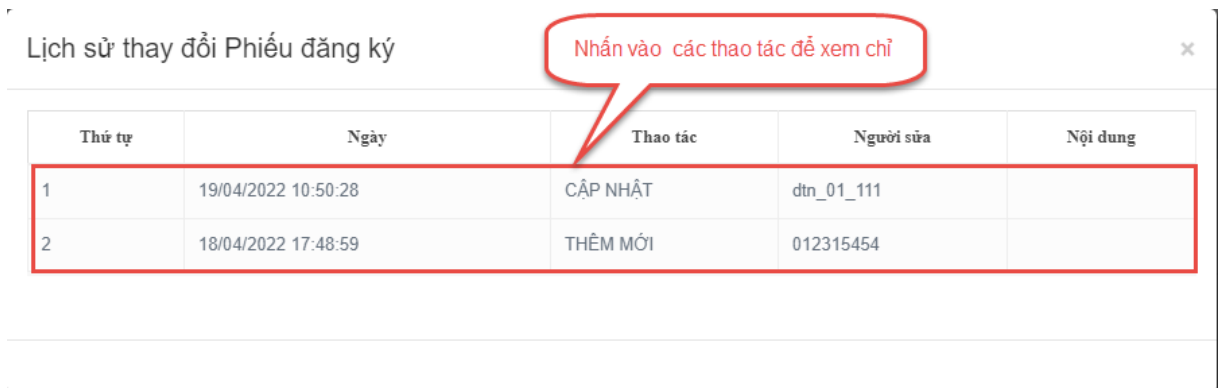 Lịch sử thay đổi Phiếu đăng ký
Nhấn vào các thao tác để xem chỉ
×
Thứ tự Ngày Thao tác Người sửa Nội dung
1 19/04/2022 10:50:28 CẬP NHẬT dtn_01_111
2 18/04/2022 17:48:59 THÊM MỚI 012315454